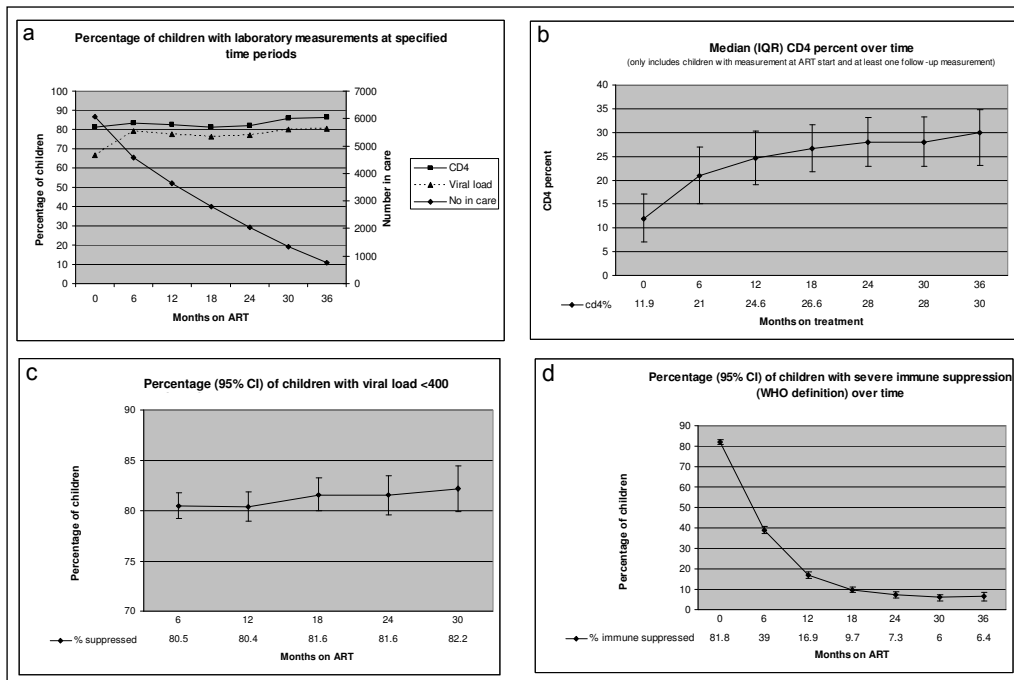 a
Percentage of children with laboratory measurements at specified
time periods
Percentage of children
100
90
80
70
60
50
40
30
20
10
0
7000
6000
5000
4000
3000
2000
1000
0
Number in care
0 6 12 18 24 30 36
Months on ART
CD4
Viral load
No in care
b
Median (IQR) CD4 percent over time
(only includes children with measurement at ART start and at least one follow-up measurement)
CD4 percent
40
35
30
25
20
15
10
5
0
0 6 12 18 24 30 36
cd4% 11.9 21 24.6 26.6 28 28 30
Months on treatment
c
Percentage (95% CI) of children with viral load <400
Percentage of children
90
85
80
75
70
6 12 18 24 30
% suppressed 80.5 80.4 81.6 81.6 82.2
Months on ART
d
Percentage (95% CI) of children with severe immune suppression
(WHO definition) over time
Percentage of children
90
80
70
60
50
40
30
20
10
0
0 6 12 18 24 30 36
% immune suppressed 81.8 39 16.9 9.7 7.3 6 6.4
Months on ART